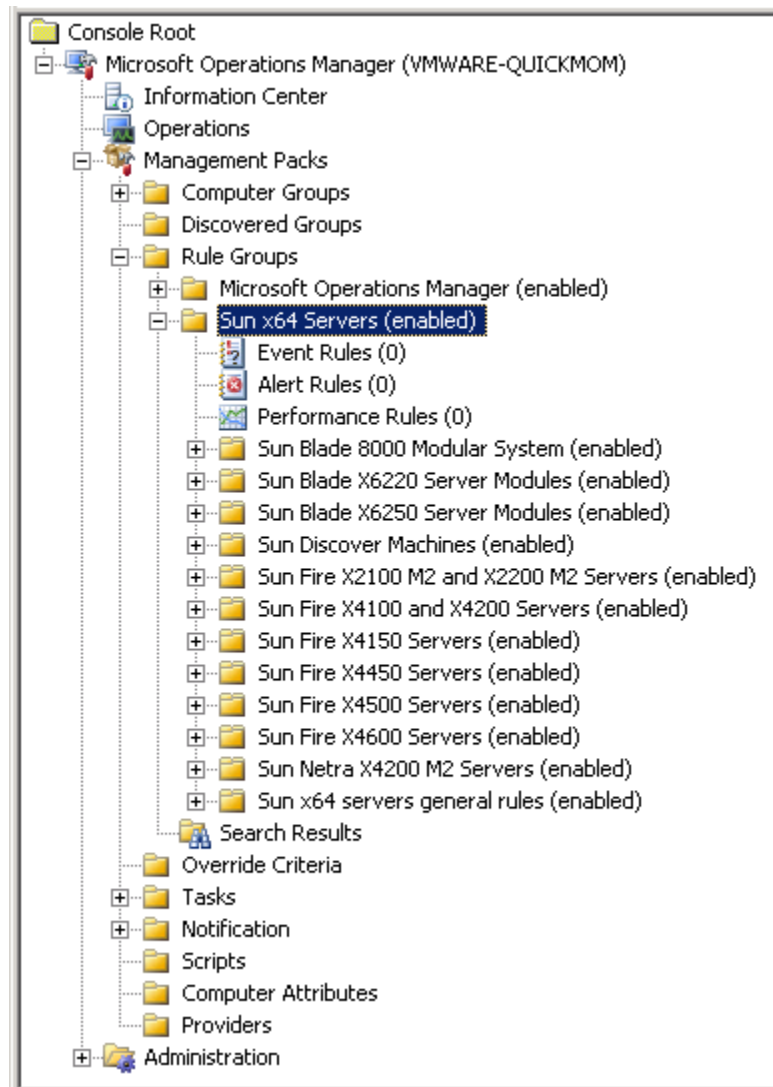 Console Root
Microsoft Operations Manager (VMWARE-QUICKMOM)
Information Center
Operations
Management Packs
Computer Groups
Discovered Groups
Rule Groups
Microsoft Operations Manager (enabled)
Sun x64 Servers (enabled)
Event Rules (0)
Alert Rules (0)
Performance Rules (0)
Sun Blade 8000 Modular System (enabled)
Sun Blade X6220 Server Modules (enabled)
Sun Blade X6250 Server Modules (enabled)
Sun Discover Machines (enabled)
Sun Fire X2100 M2 and X2200 M2 Servers (enabled)
Sun Fire X4100 and X4200 Servers (enabled)
Sun Fire X4150 Servers (enabled)
Sun Fire X4450 Servers (enabled)
Sun Fire X4500 Servers (enabled)
Sun Fire X4600 Servers (enabled)
Sun Netra X4200 M2 Servers (enabled)
Sun x64 servers general rules (enabled)
Search Results
Override Criteria
Tasks
Notification
Scripts
Computer Attributes
Providers
Administration